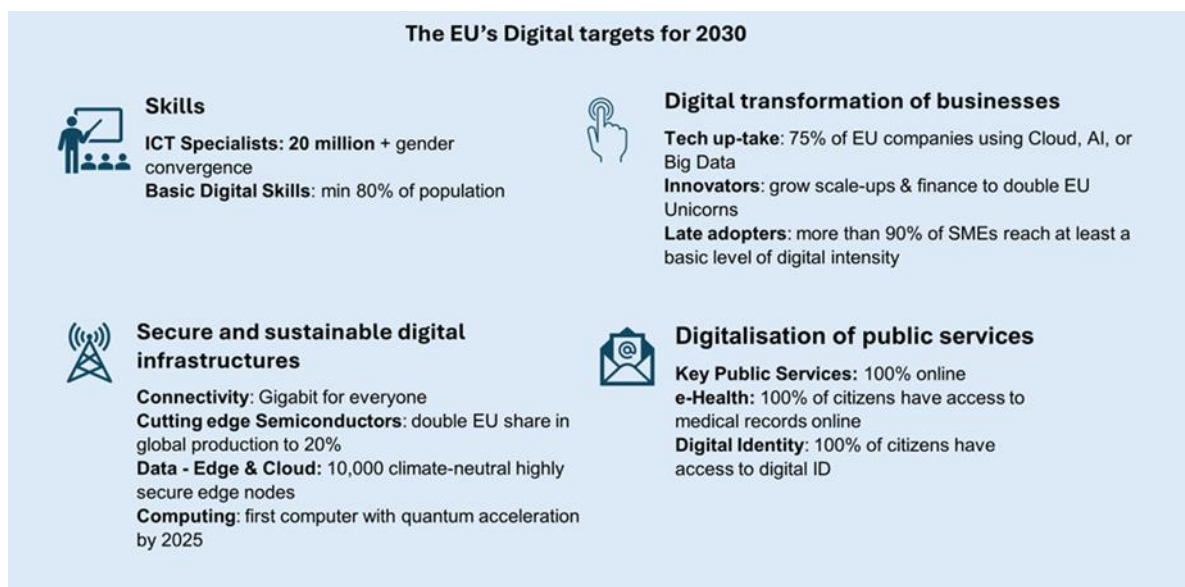 The EU's Digital targets for 2030
Skills
ICT Specialists: 20 million + gender
convergence
Basic Digital Skills: min 80% of population
Digital transformation of businesses
Tech up-take: 75% of EU companies using Cloud, AI, or
Big Data
Innovators: grow scale-ups & finance to double EU
Unicorns
Late adopters: more than 90% of SMEs reach at least a
basic level of digital intensity
Secure and sustainable digital
infrastructures
Connectivity: Gigabit for everyone
Cutting edge Semiconductors: double EU share in
global production to 20%
Data - Edge & Cloud: 10,000 climate-neutral highly
secure edge nodes
Computing: first computer with quantum acceleration
by 2025
@
Digitalisation of public services
Key Public Services: 100% online
e-Health: 100% of citizens have access to
medical records online
Digital Identity: 100% of citizens have
access to digital ID